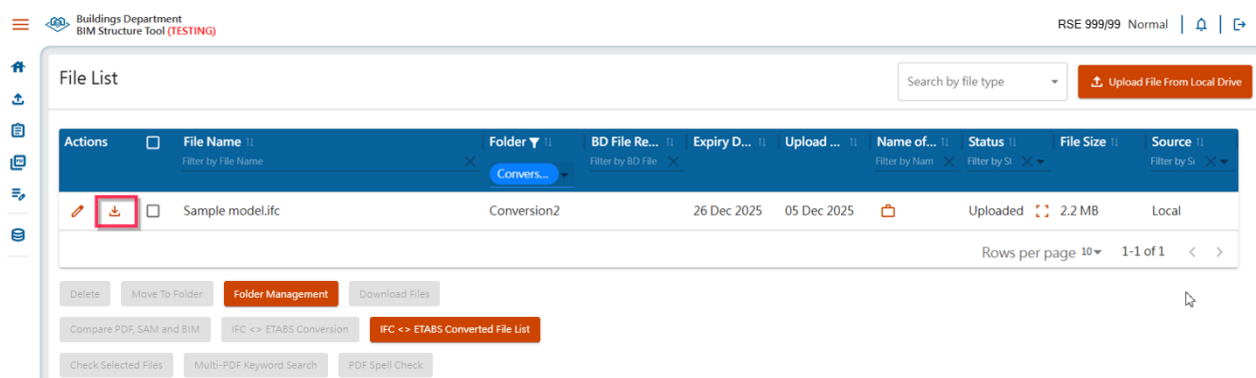 Buildings Department
BIM Structure Tool (TESTING)
RSE 999/99 Normal
File List
Search by file type
Upload File From Local Drive
Actions File Name Folder BD File Re... Expiry D... Upload ... Name of... Status File Size Source
Filter by File Name Filter by BD File Filter by Nam Filter by St Filter by Sc
Convers...
Sample model.ifc Conversion2 26 Dec 2025 05 Dec 2025 Uploaded 2.2 MB Local
Rows per page 10 1-1 of 1
Delete Move To Folder Folder Management Download Files
Compare PDF, SAM and BIM IFC <> ETABS Conversion IFC <> ETABS Converted File List
Check Selected Files Multi-PDF Keyword Search PDF Spell Check